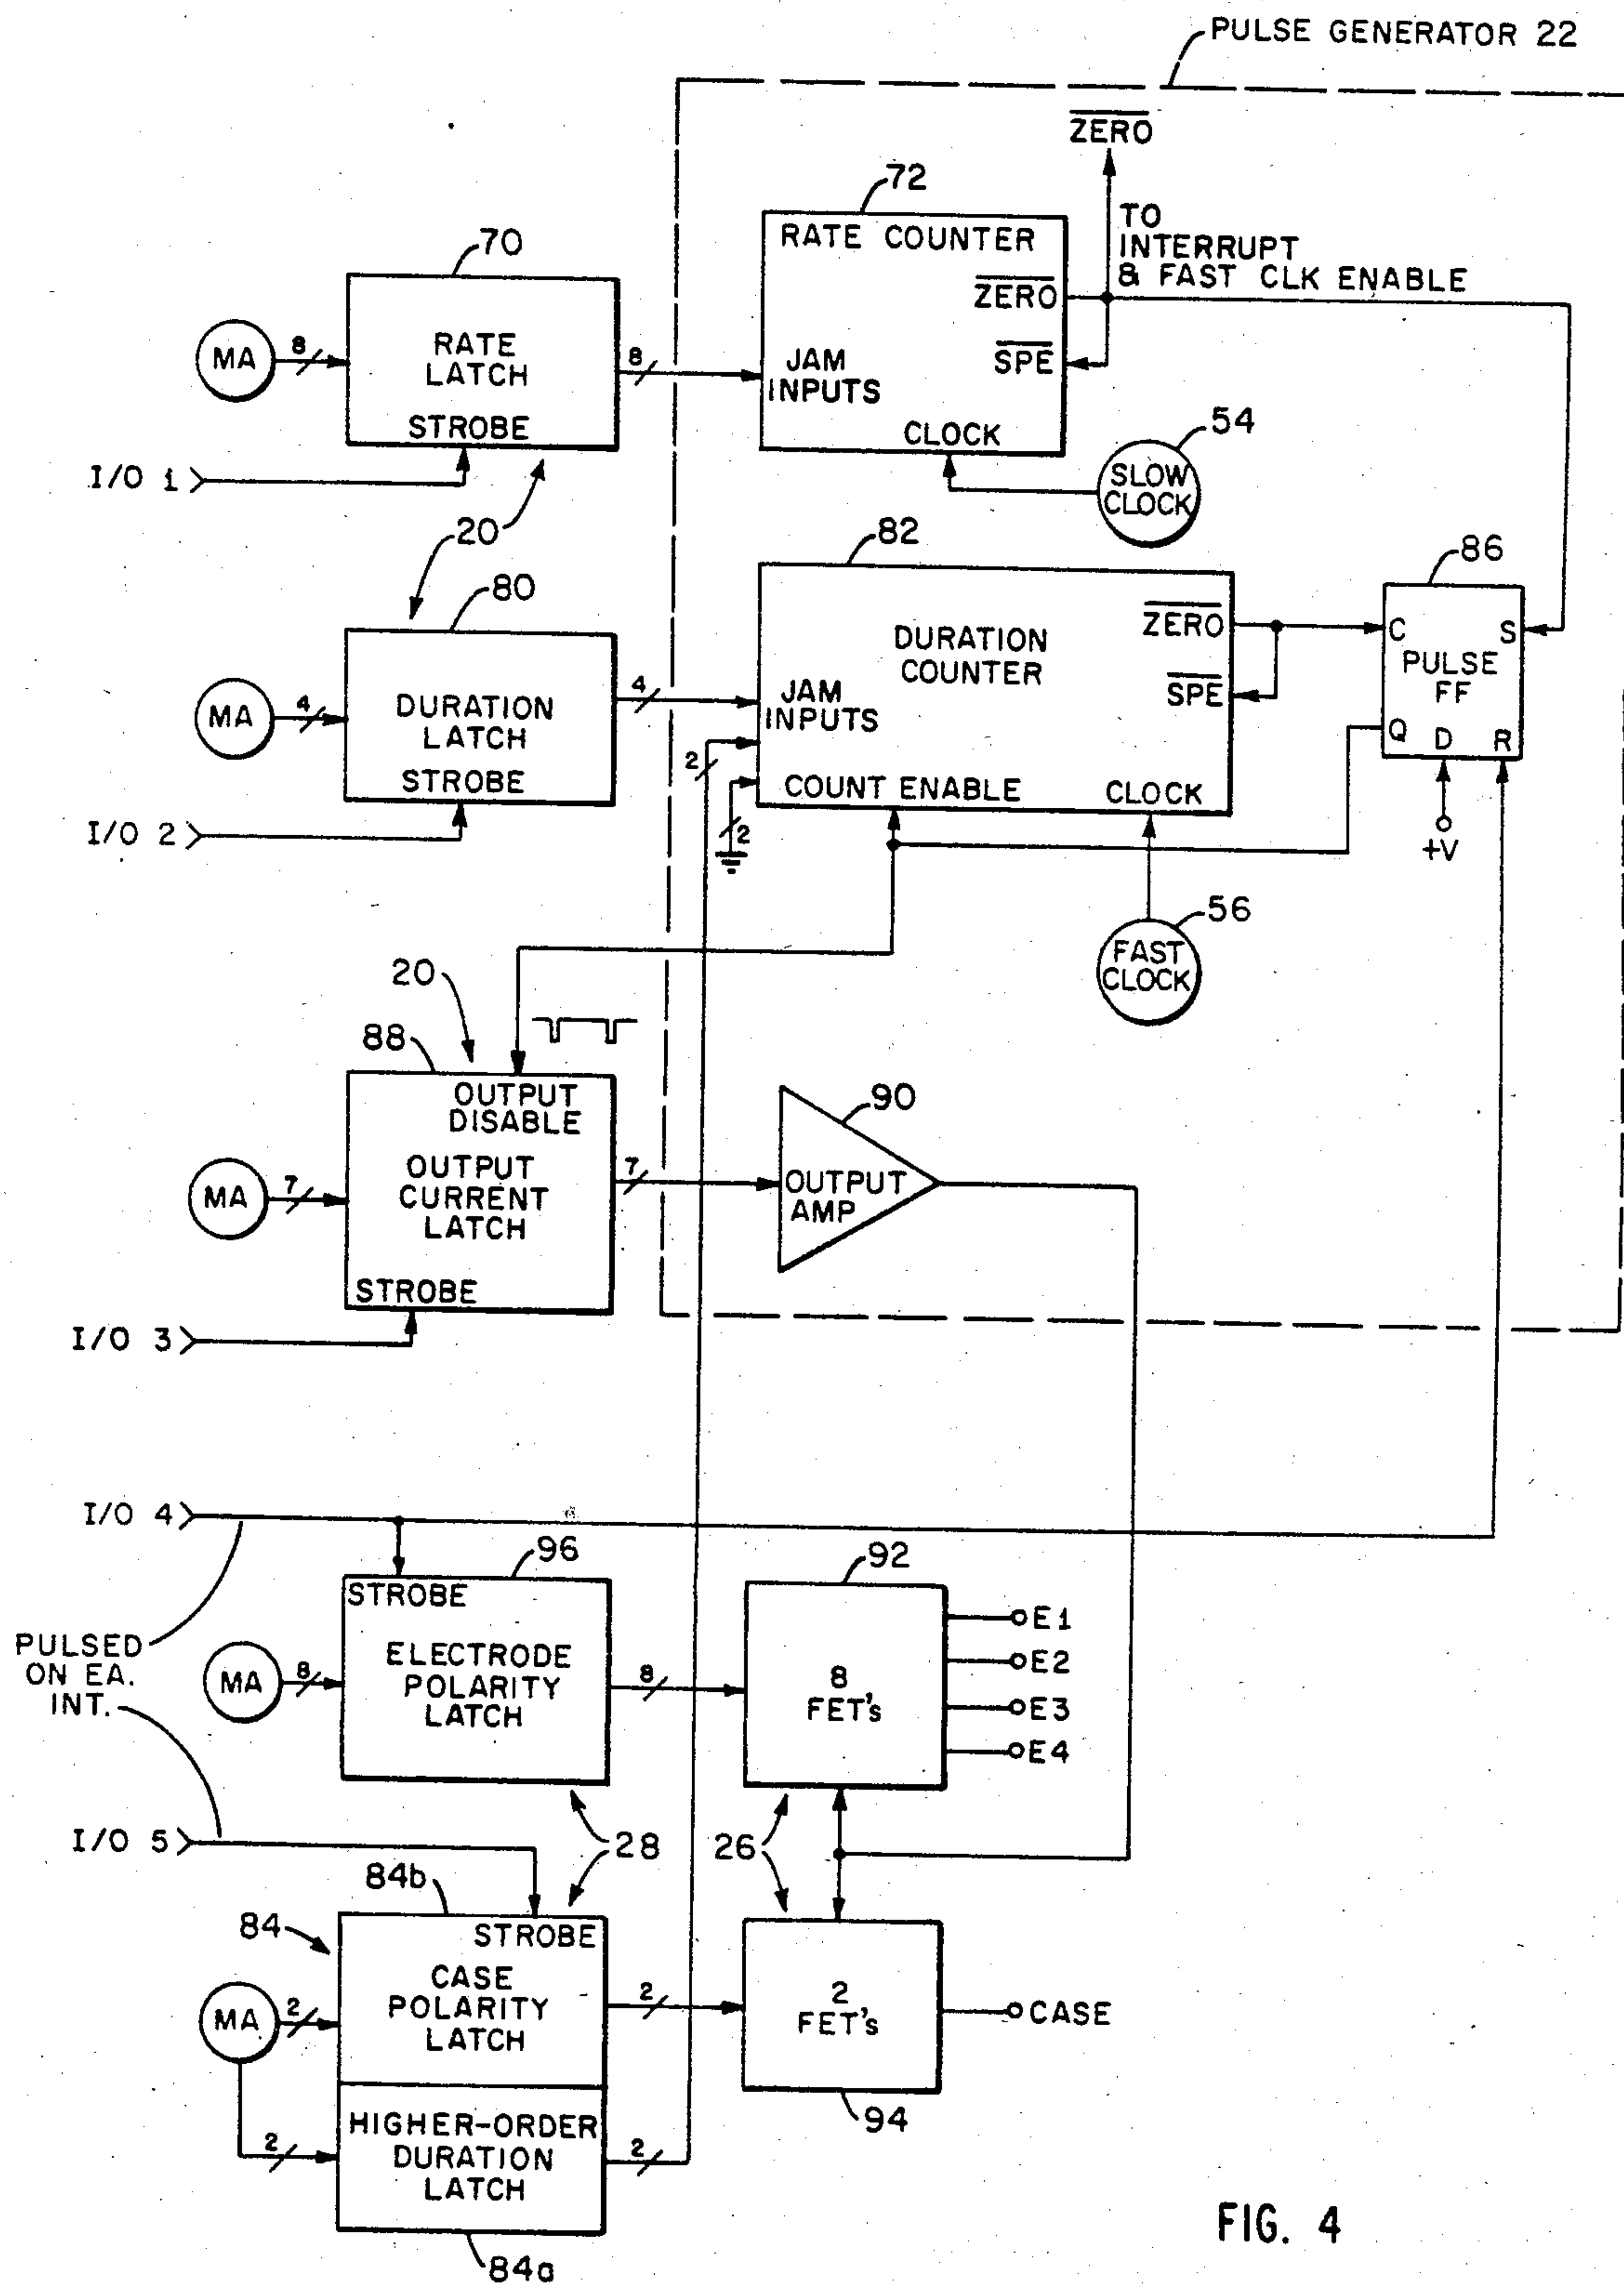 PULSE GENERATOR 22
ZERO
72
TO
INTERRUPT
& FAST CLK ENABLE
RATE COUNTER
ZERO
SPE
JAM
INPUTS
CLOCK
70
MA
8
RATE
LATCH
STROBE
8
I/O 1
20
54
SLOW
CLOCK
82
86
80
MA
4
DURATION
LATCH
STROBE
4
I/O 2
DURATION
COUNTER
ZERO
SPE
JAM
INPUTS
2
2
COUNT ENABLE
CLOCK
C
S
PULSE
FF
Q
D
R
+V
56
FAST
CLOCK
20
88
OUTPUT
DISABLE
MA
7
OUTPUT
CURRENT
LATCH
STROBE
7
I/O 3
90
OUTPUT
AMP
I/O 4
96
STROBE
PULSED
ON EA.
INT.
MA
8
ELECTRODE
POLARITY
LATCH
8
92
8
FET's
E1
E2
E3
E4
I/O 5
28
26
84b
84
STROBE
MA
2
CASE
POLARITY
LATCH
2
2
FET's
CASE
94
2
HIGHER-ORDER
DURATION
LATCH
2
84a
FIG. 4